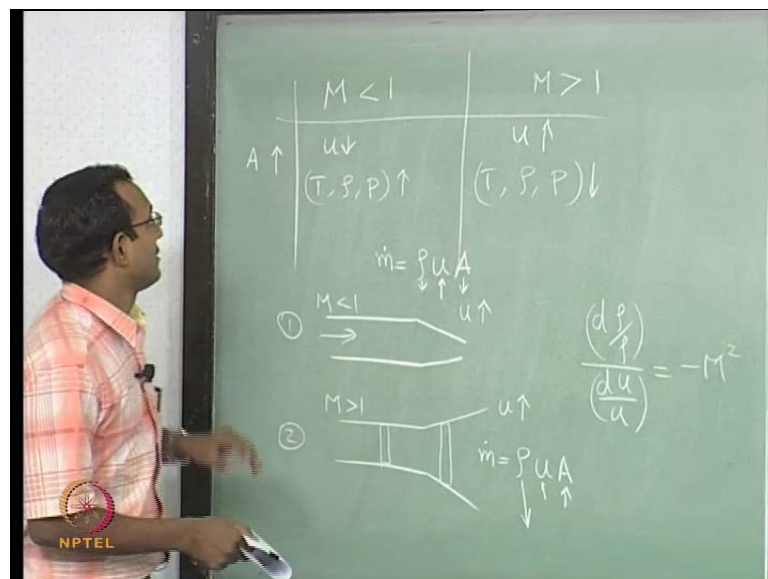 M < 1 M > 1
A ↑ u↓ u ↑
(T, ρ, P) ↑ (T, ρ, P)↓
ṁ = ρ u A
↓ ↑ ↓
① M < 1 → u ↑
(dρ/ρ)/(du/u) = -M²
② M > 1 u ↑
ṁ = ρ u A
↓ ↑ ↑
NPTEL